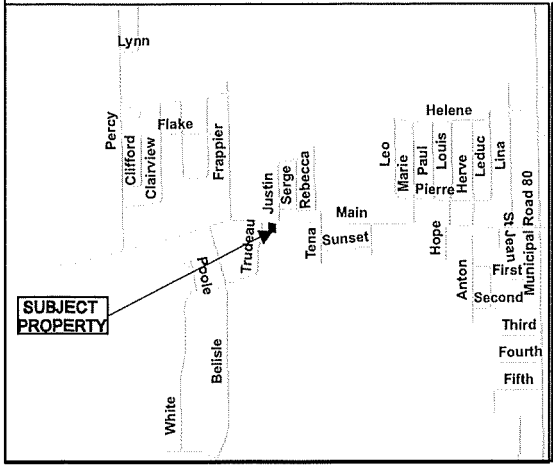 Lynn
Percy
Clifford
Clairview
Flake
Frappier
Justin
Serge
Rebecca
Helene
Leo
Marie
Paul
Louis
Pierre
Herve
Leduc
Lina
Main
Sunset
Tena
Trudeau
Poole
Hope
Anton
St Jean
Municipal Road 80
First
Second
Third
Fourth
Fifth
SUBJECT
PROPERTY
Belisle
White